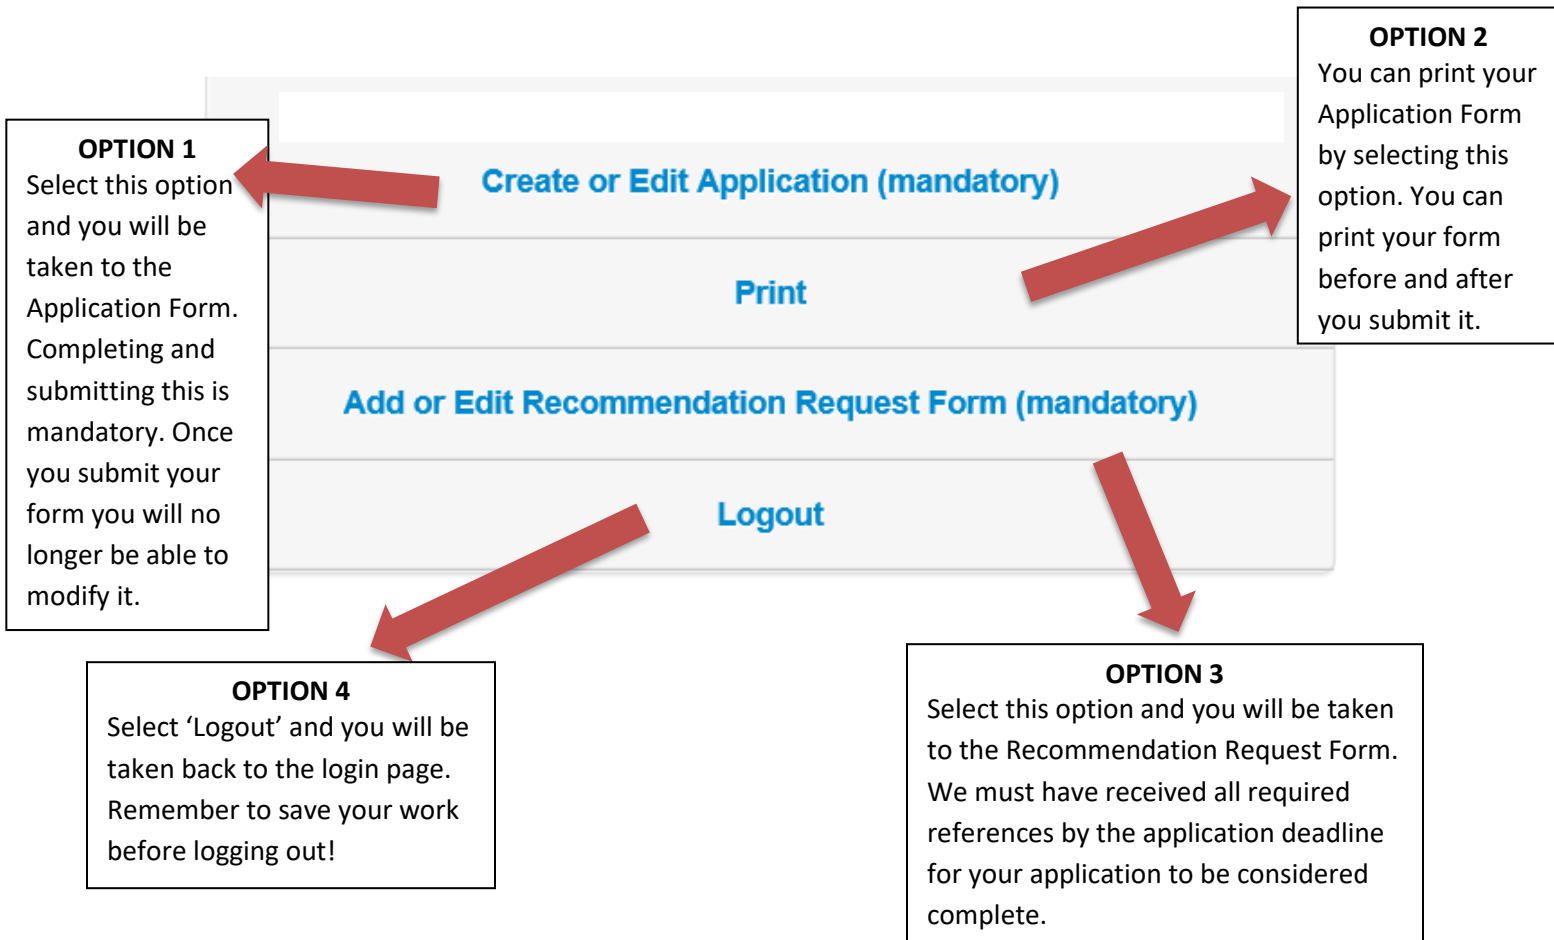 OPTION 1
Select this option
and you will be
taken to the
Application Form.
Completing and
submitting this is
mandatory. Once
you submit your
form you will no
longer be able to
modify it.
OPTION 2
You can print your
Application Form
by selecting this
option. You can
print your form
before and after
you submit it.
Create or Edit Application (mandatory)
Print
Add or Edit Recommendation Request Form (mandatory)
Logout
OPTION 4
Select ‘Logout’ and you will be
taken back to the login page.
Remember to save your work
before logging out!
OPTION 3
Select this option and you will be taken
to the Recommendation Request Form.
We must have received all required
references by the application deadline
for your application to be considered
complete.